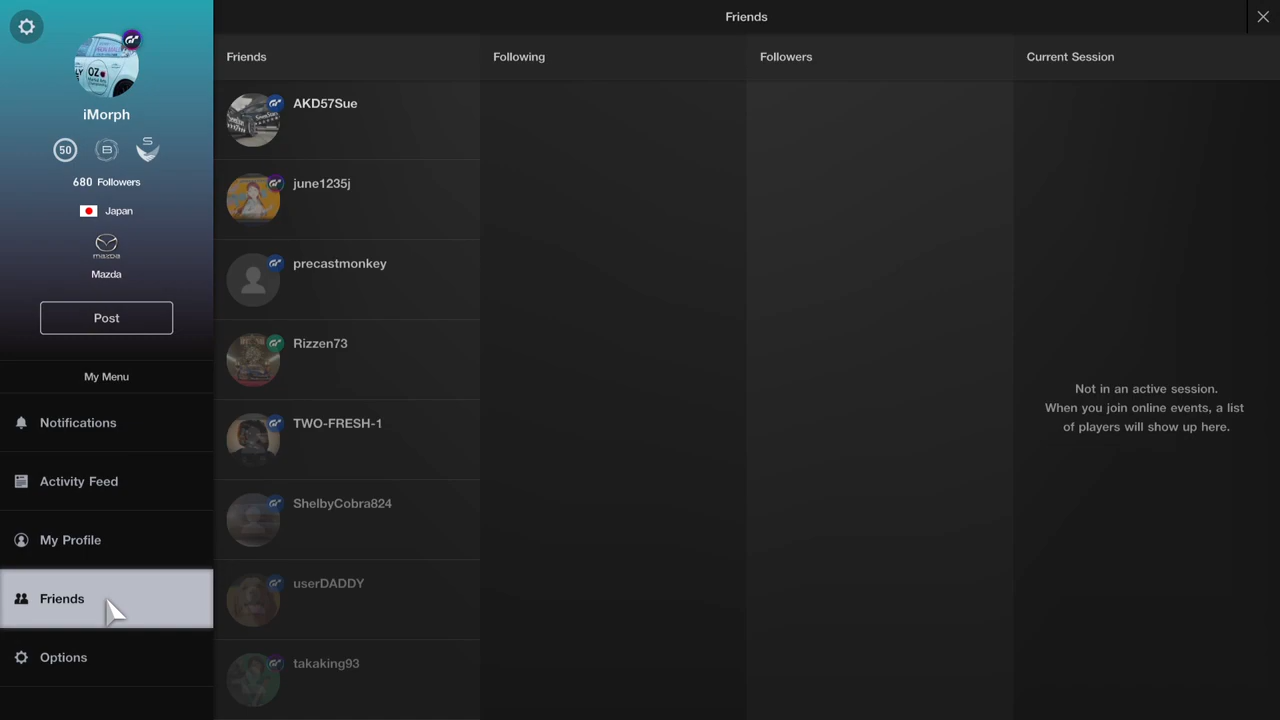 Friends
iMorph
50 B S
680 Followers
Japan
mazda
Mazda
Post
My Menu
Notifications
Activity Feed
My Profile
Friends
Options
Friends
AKD57Sue
june1235j
precastmonkey
Rizzen73
TWO-FRESH-1
ShelbyCobra824
userDADDY
takaking93
Following
Followers
Current Session
Not in an active session.
When you join online events, a list
of players will show up here.